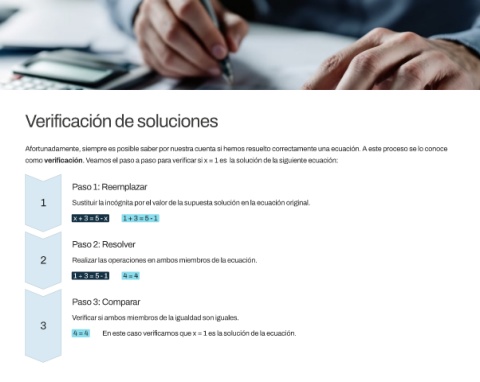 Verificación de soluciones
Afortunadamente, siempre es posible saber por nuestra cuenta si hemos resuelto correctamente una ecuación. A este proceso se lo conoce
como verificación. Veamos el paso a paso para verificar si x = 1 es la solución de la siguiente ecuación:
1
Paso 1: Reemplazar
Sustituir la incógnita por el valor de la supuesta solución en la ecuación original.
x + 3 = 5 - x 1 + 3 = 5 - 1
2
Paso 2: Resolver
Realizar las operaciones en ambos miembros de la ecuación.
1 + 3 = 5 - 1 4 = 4
3
Paso 3: Comparar
Verificar si ambos miembros de la igualdad son iguales.
4 = 4 En este caso verificamos que x = 1 es la solución de la ecuación.